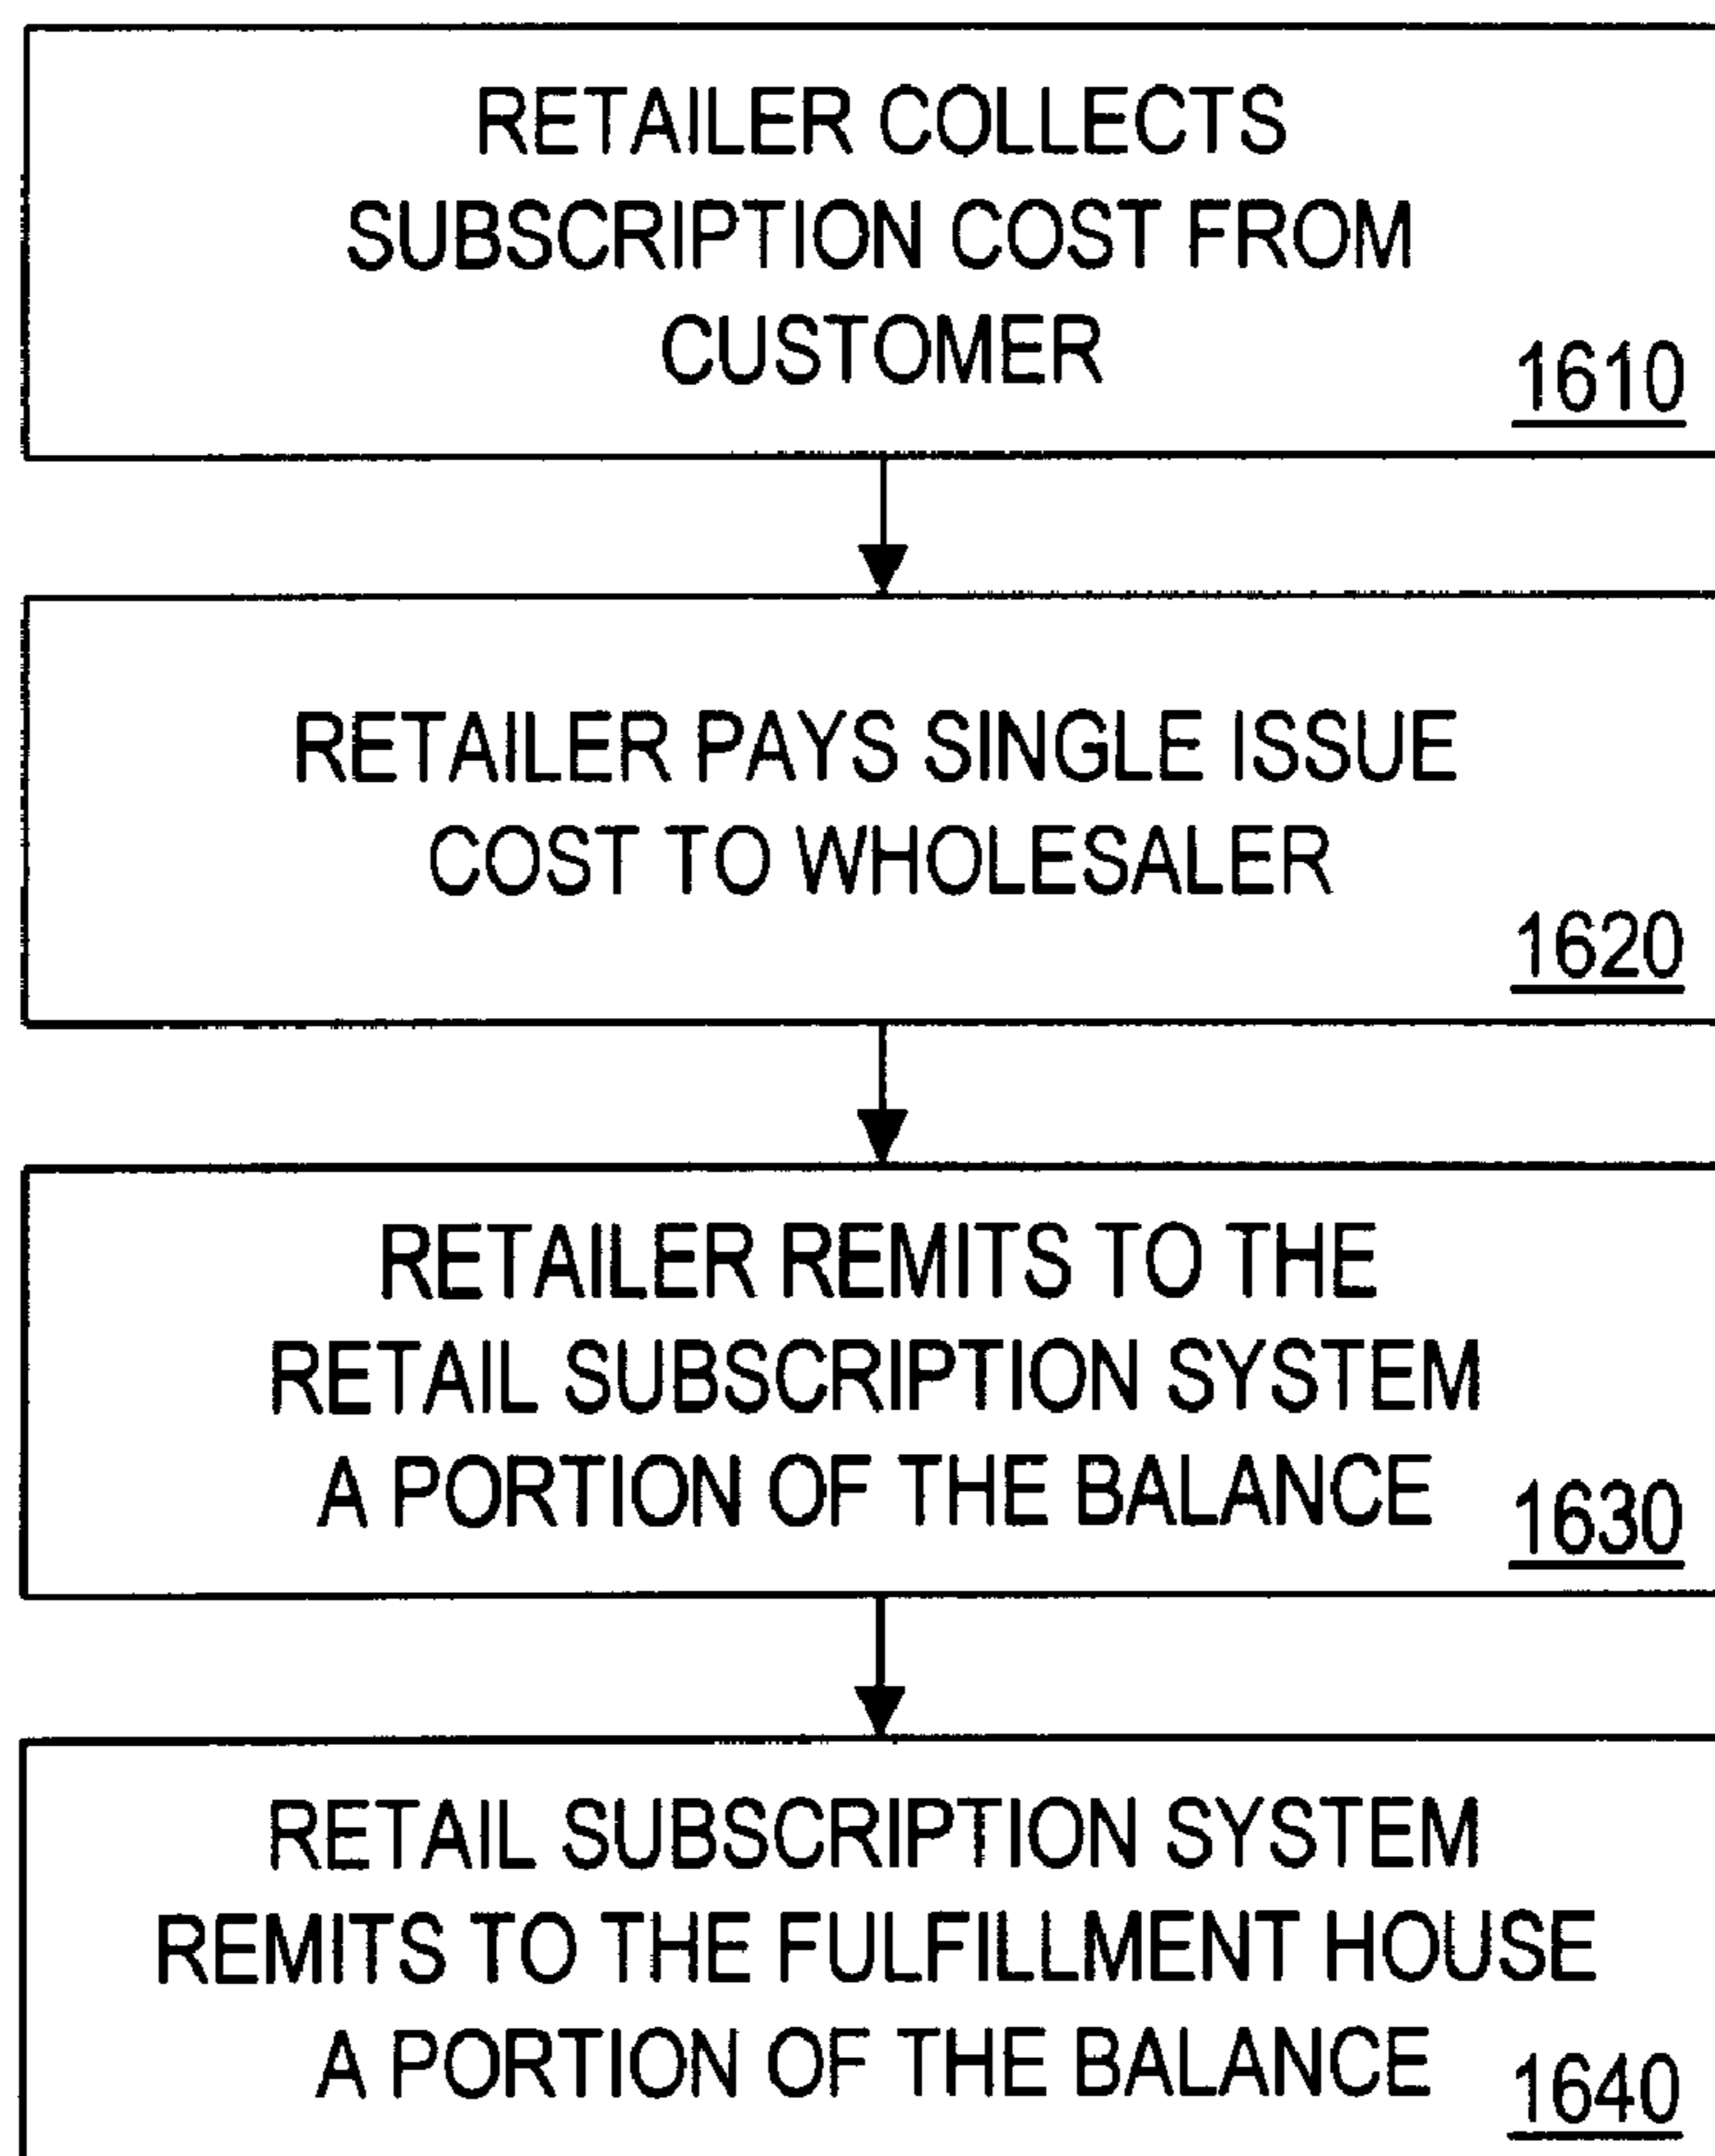 RETAILER COLLECTS
SUBSCRIPTION COST FROM
CUSTOMER
1610
RETAILER PAYS SINGLE ISSUE
COST TO WHOLESALER
1620
RETAILER REMITS TO THE
RETAIL SUBSCRIPTION SYSTEM
A PORTION OF THE BALANCE
1630
RETAIL SUBSCRIPTION SYSTEM
REMITS TO THE FULFILLMENT HOUSE
A PORTION OF THE BALANCE
1640